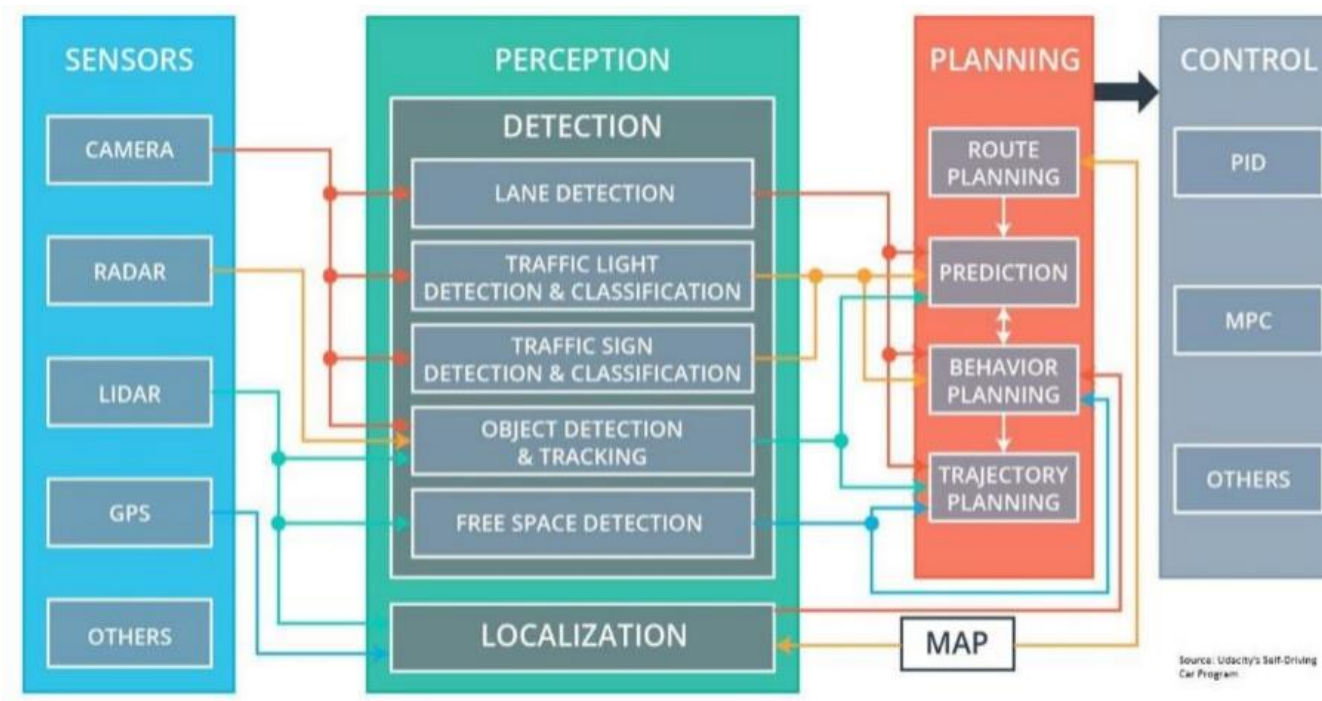 SENSORS
CAMERA
RADAR
LIDAR
GPS
OTHERS
PERCEPTION
DETECTION
LANE DETECTION
TRAFFIC LIGHT
DETECTION & CLASSIFICATION
TRAFFIC SIGN
DETECTION & CLASSIFICATION
OBJECT DETECTION
& TRACKING
FREE SPACE DETECTION
LOCALIZATION
PLANNING
ROUTE
PLANNING
PREDICTION
BEHAVIOR
PLANNING
TRAJECTORY
PLANNING
MAP
CONTROL
PID
MPC
OTHERS
Source: Udacity's Self-Driving
Car Program.